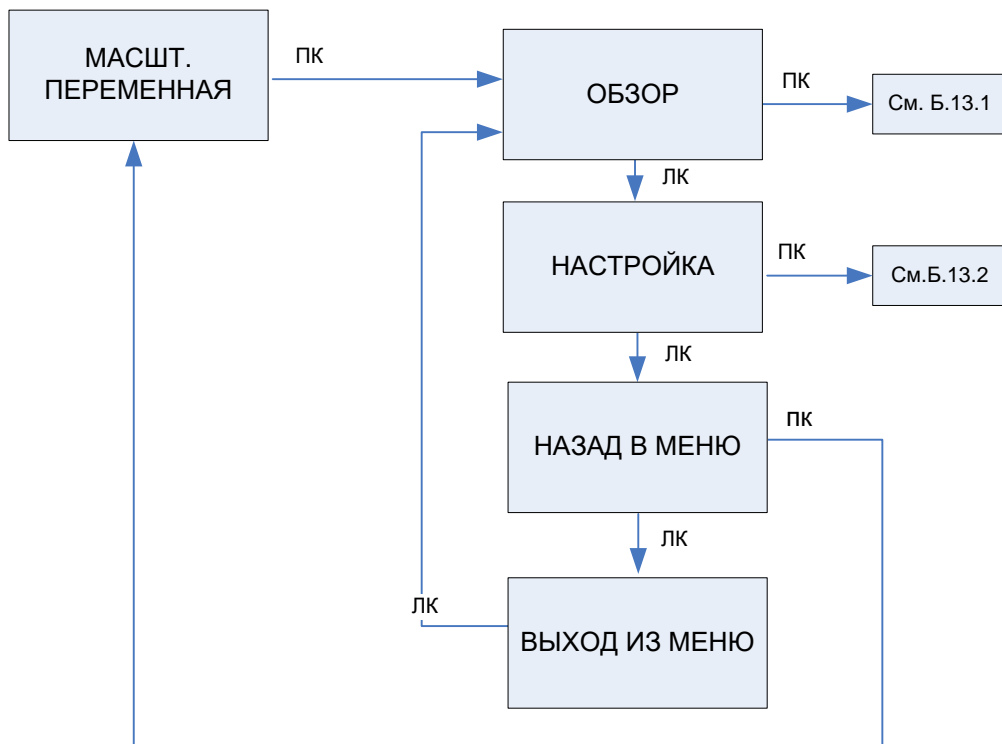 МАСШТ.
ПЕРЕМЕННАЯ
ПК
ОБЗОР
ПК
См. Б.13.1
ЛК
НАСТРОЙКА
ПК
См.Б.13.2
ЛК
НАЗАД В МЕНЮ
ПК
ЛК
ЛК
ВЫХОД ИЗ МЕНЮ